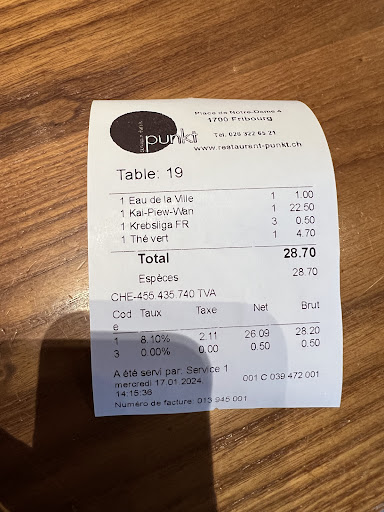 punkt
Place de Notre-Dame 4
1700 Fribourg
Tel. 026 322 65 21
www.restaurant-punkt.ch
Table: 19
1 Eau de la Ville 1 1.00
1 Kai-Piew-Wan 1 22.50
1 Krebsliga FR 3 0.50
1 Thé vert 1 4.70
Total 28.70
Espèces 28.70
CHE-455.435.740 TVA
Cod Taux Taxe Net Brut
e
1 8.10% 2.11 26.09 28.20
3 0.00% 0.00 0.50 0.50
A été servi par: Service 1
mercredi 17 01 2024 001 C 039 472 001
14:15:36
Numéro de facture: 013 945 001